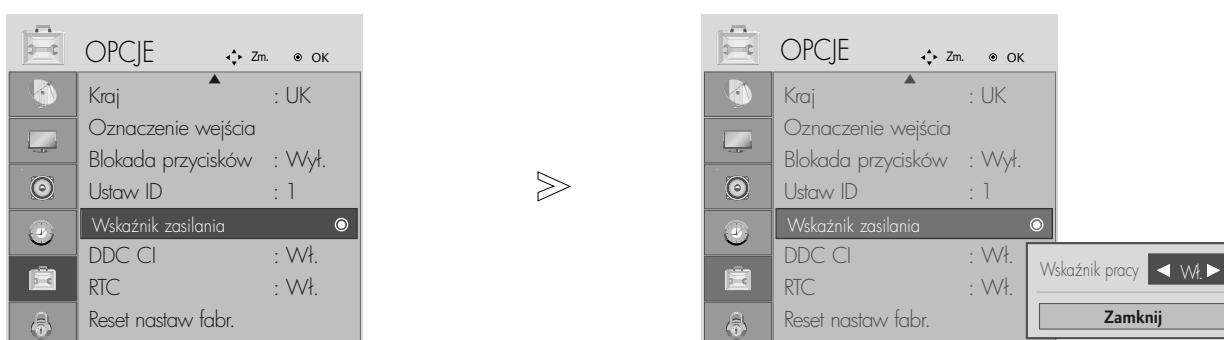 OPCJE
Zm.
OK
Kraj : UK
Oznaczenie wejścia
Blokada przycisków : Wył.
Ustaw ID : 1
Wskaźnik zasilania
DDC CI : Wł.
RTC : Wł.
Reset nastaw fabr.
OPCJE
Zm.
OK
Kraj : UK
Oznaczenie wejścia
Blokada przycisków : Wył.
Ustaw ID : 1
Wskaźnik zasilania
DDC CI : Wł.
RTC : Wł.
Reset nastaw fabr.
Wskaźnik pracy ◀ Wł. ▶
Zamknij